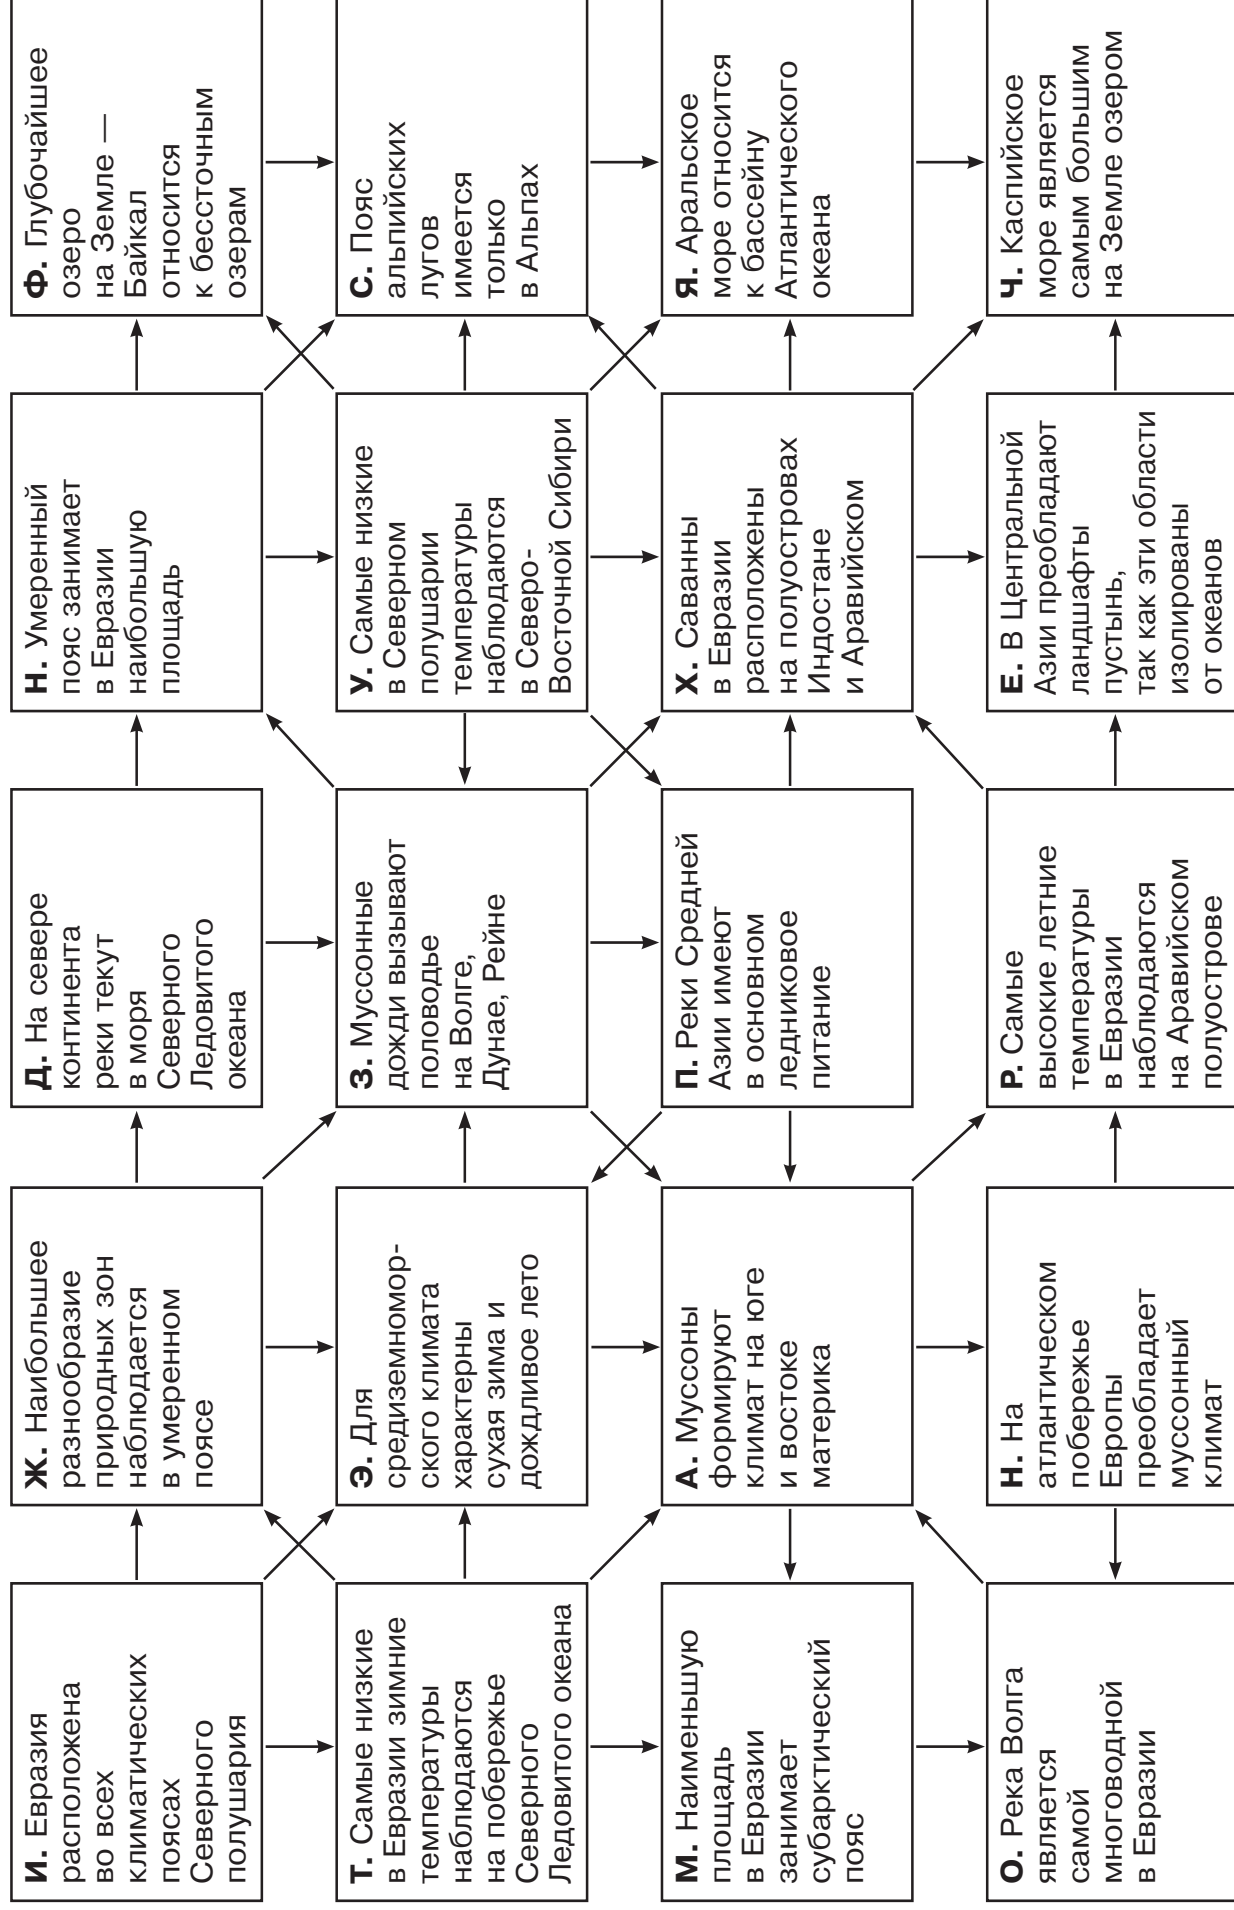 И. Евразия
расположена
во всех
климатических
поясах
Северного
полушария
Ж. Наибольшее
разнообразие
природных зон
наблюдается
в умеренном
поясе
Д. На севере
континента
реки текут
в моря
Северного
Ледовитого
океана
Н. Умеренный
пояс занимает
в Евразии
наибольшую
площадь
Ф. Глубочайшее
озеро
на Земле —
Байкал
относится
к бессточным
озерам
Т. Самые низкие
в Евразии зимние
температуры
наблюдаются
на побережье
Северного
Ледовитого океана
Э. Для
средиземномор-
ского климата
характерны
сухая зима и
дождливое лето
З. Муссонные
дожди вызывают
половодье
на Волге,
Дунае, Рейне
У. Самые низкие
в Северном
полушарии
температуры
наблюдаются
в Северо-
Восточной Сибири
С. Пояс
альпийских
лугов
имеется
только
в Альпах
М. Наименьшую
площадь
в Евразии
занимает
субарктический
пояс
А. Муссоны
формируют
климат на юге
и востоке
материка
П. Реки Средней
Азии имеют
в основном
ледниковое
питание
Х. Саванны
в Евразии
расположены
на полуостровах
Индостане
и Аравийском
Я. Аральское
море относится
к бассейну
Атлантического
океана
О. Река Волга
является
самой
многоводной
в Евразии
Н. На
атлантическом
побережье
Европы
преобладает
муссонный
климат
Р. Самые
высокие летние
температуры
в Евразии
наблюдаются
на Аравийском
полуострове
Е. В Центральной
Азии преобладают
ландшафты
пустынь,
так как эти области
изолированы
от океанов
Ч. Каспийское
море является
самым большим
на Земле озером